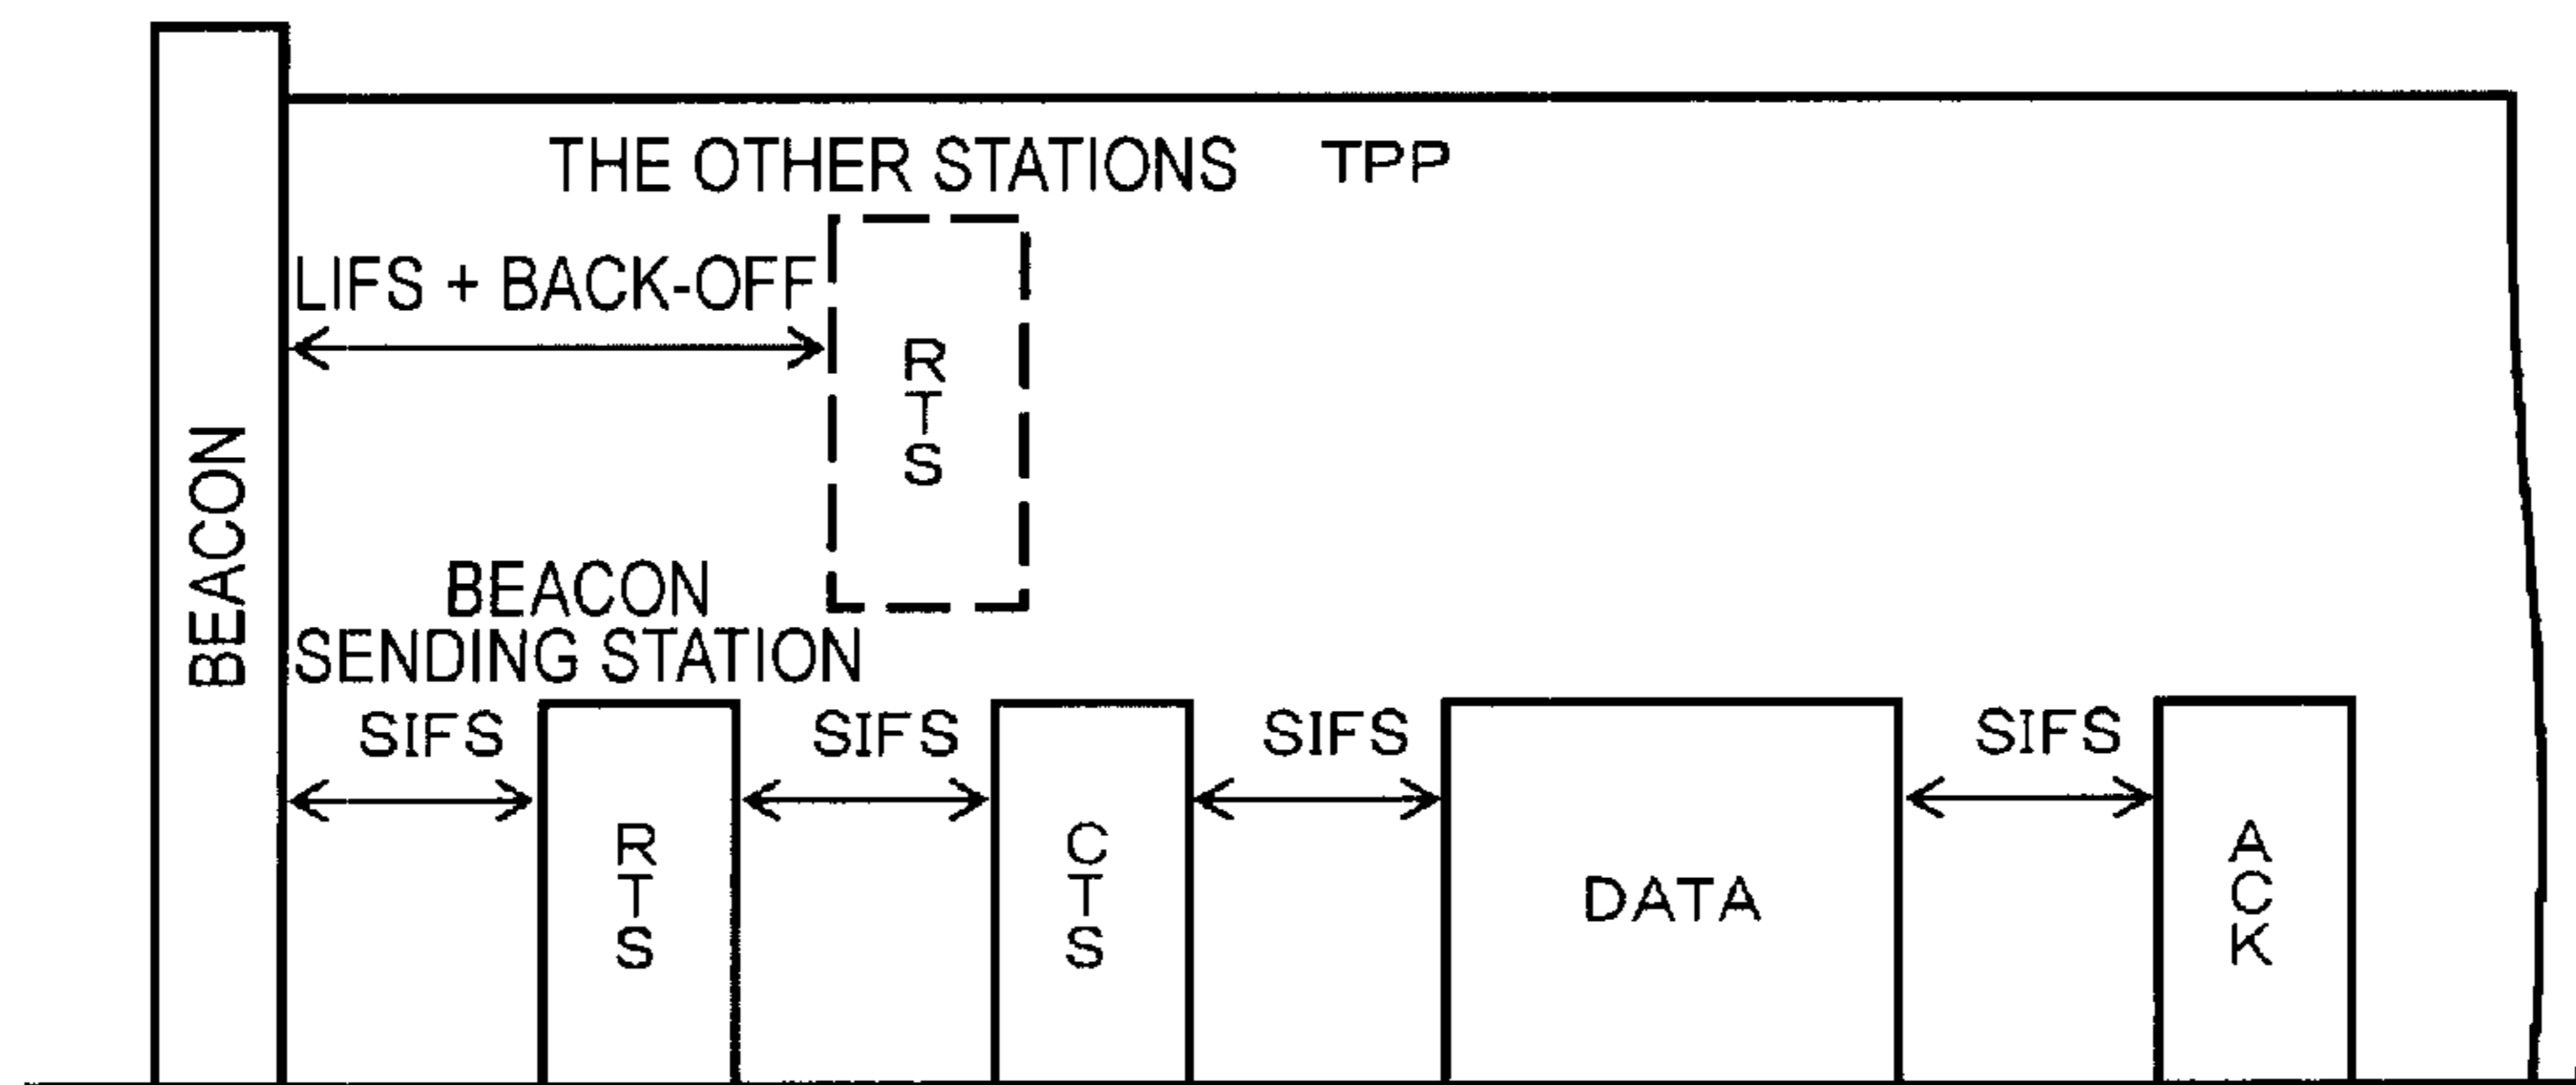 THE OTHER STATIONS TPP
LIFS + BACK-OFF
RTS
BEACON
BEACON
SENDING STATION
SIFS SIFS SIFS SIFS
RTS CTS DATA ACK